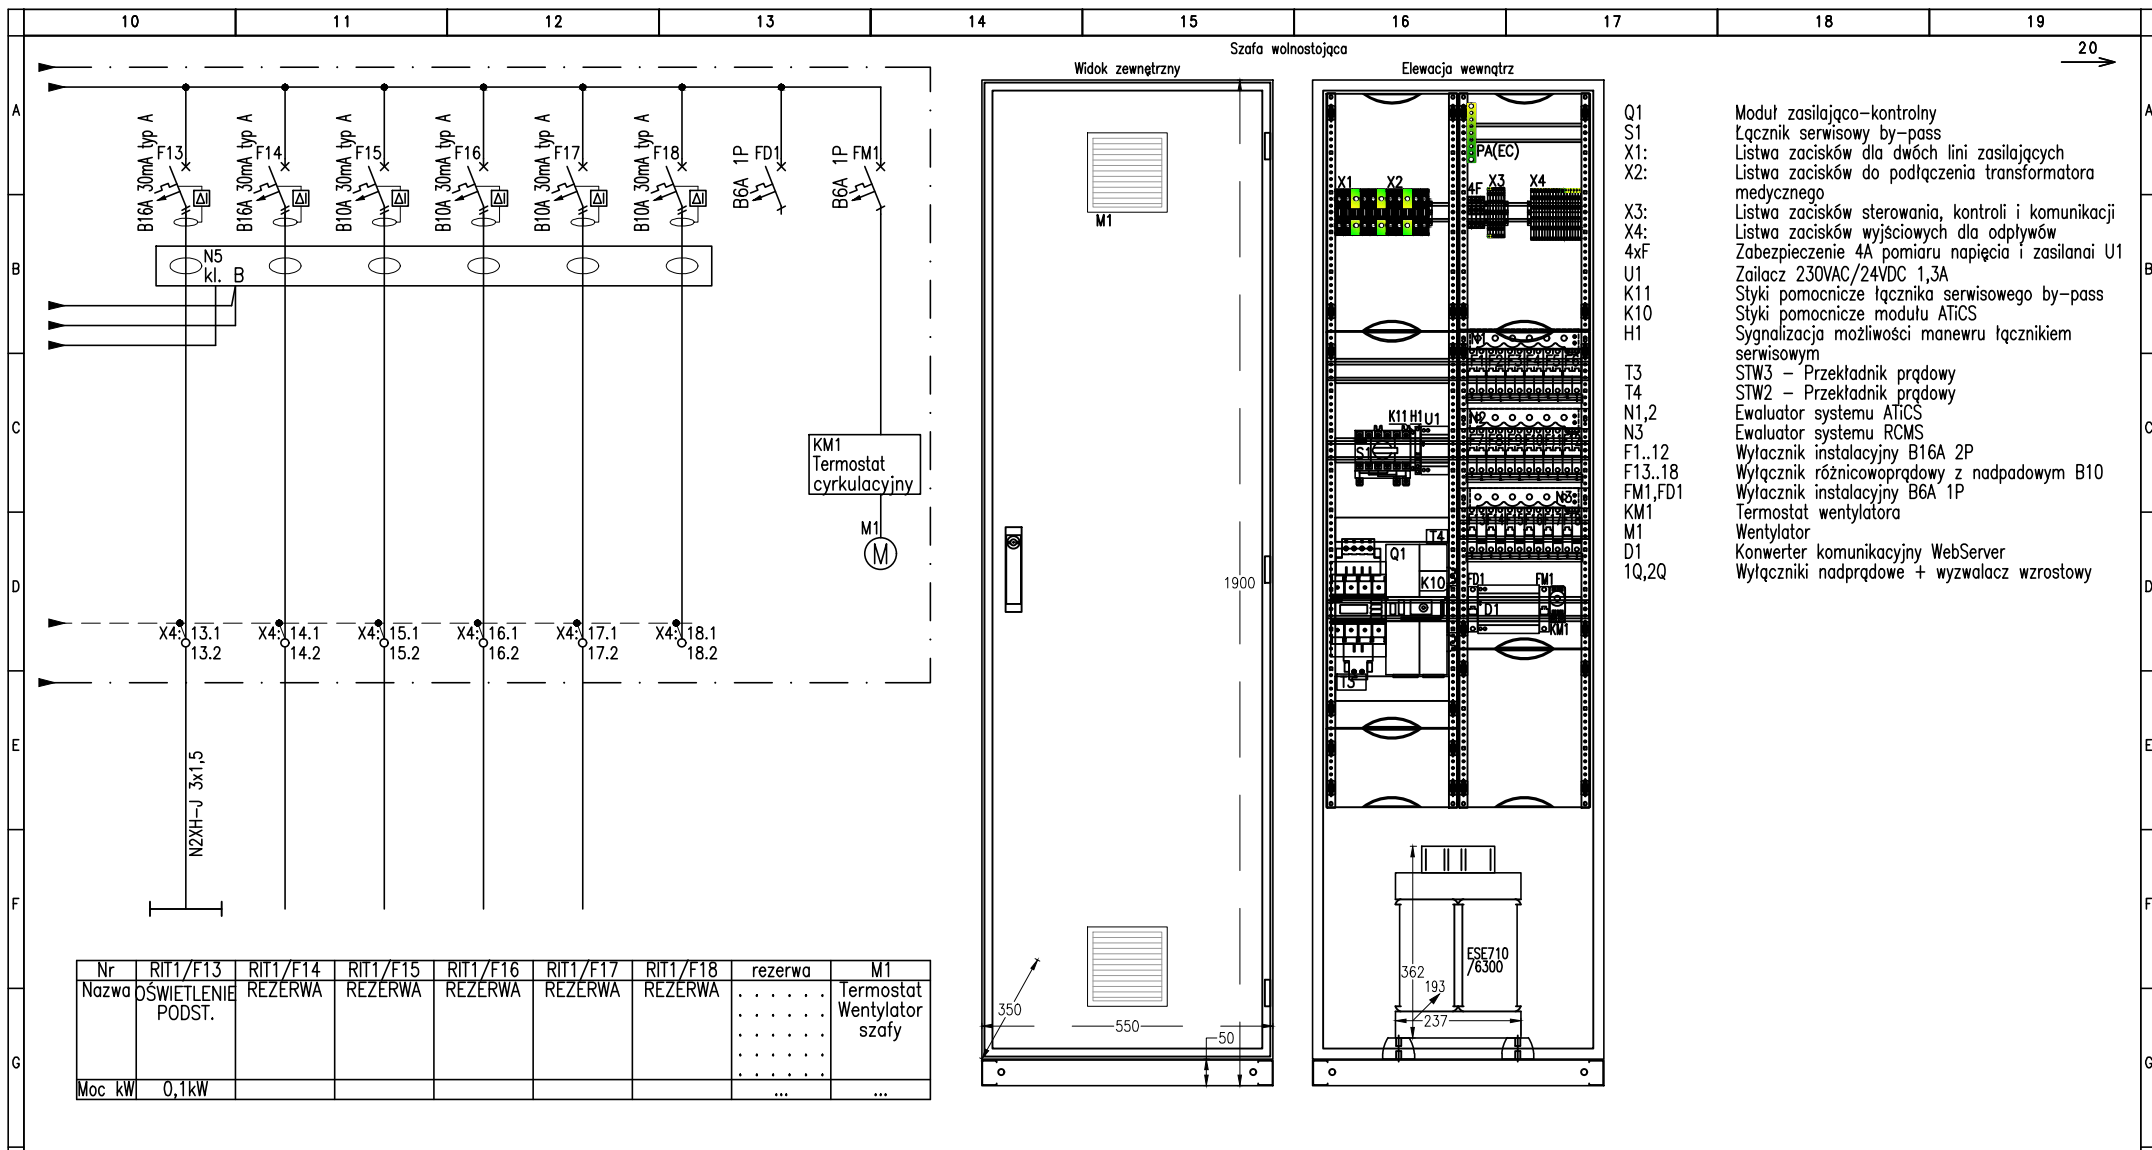 10 11 12 13 14 15 16 17 18 19
Szafa wolnostojąca
20
Widok zewnętrzny
Elewacja wewnątrz
A
B
C
D
E
F
G
A
B
C
D
E
F
G
B16A 30mA typ A
F13
B16A 30mA typ A
F14
B10A 30mA typ A
F15
B10A 30mA typ A
F16
B10A 30mA typ A
F17
B10A 30mA typ A
F18
B6A 1P
FD1
B6A 1P
FM1
N5
kl. B
KM1
Termostat
cyrkulacyjny
M1
M
X4: 13.1
13.2
X4: 14.1
14.2
X4: 15.1
15.2
X4: 16.1
16.2
X4: 17.1
17.2
X4: 18.1
18.2
N2XH-J 3x1,5
Nr RIT1/F13 RIT1/F14 RIT1/F15 RIT1/F16 RIT1/F17 RIT1/F18 rezerwa M1
Nazwa OŚWIETLENIE REZERWA REZERWA REZERWA REZERWA REZERWA Termostat
PODST. Wentylator
szafy
Moc kW 0,1kW ... ...
M1
1900
350
550
50
PA(EC)
X1 X2 4F X3 X4
N1
N2
K11 H1 U1
S1
N3
T4
Q1
K10
FD1 FM1
D1
KM1
T3
ESE710
/6300
362
193
237
Q1 Moduł zasilająco-kontrolny
S1 Łącznik serwisowy by-pass
X1: Listwa zacisków dla dwóch lini zasilających
X2: Listwa zacisków do podłączenia transformatora
medycznego
X3: Listwa zacisków sterowania, kontroli i komunikacji
X4: Listwa zacisków wyjściowych dla odpływów
4xF Zabezpieczenie 4A pomiaru napięcia i zasilanai U1
U1 Zailacz 230VAC/24VDC 1,3A
K11 Styki pomocnicze łącznika serwisowego by-pass
K10 Styki pomocnicze modułu ATiCS
H1 Sygnalizacja możliwości manewru łącznikiem
serwisowym
T3 STW3 - Przekładnik prądowy
T4 STW2 - Przekładnik prądowy
N1,2 Ewaluator systemu ATiCS
N3 Ewaluator systemu RCMS
F1..12 Wyłacznik instalacyjny B16A 2P
F13..18 Wyłącznik różnicowoprądowy z nadpadowym B10
FM1,FD1 Wyłacznik instalacyjny B6A 1P
KM1 Termostat wentylatora
M1 Wentylator
D1 Konwerter komunikacyjny WebServer
1Q,2Q Wyłączniki nadprądowe + wyzwalacz wzrostowy